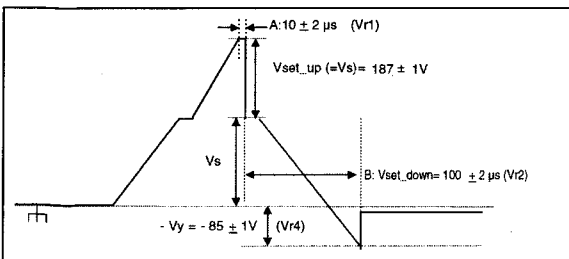 A:10 ± 2 µs (Vr1)
Vset_up (=Vs)= 187 ± 1V
Vs
B: Vset_down= 100 ± 2 µs (Vr2)
- Vy = - 85 ± 1V (Vr4)